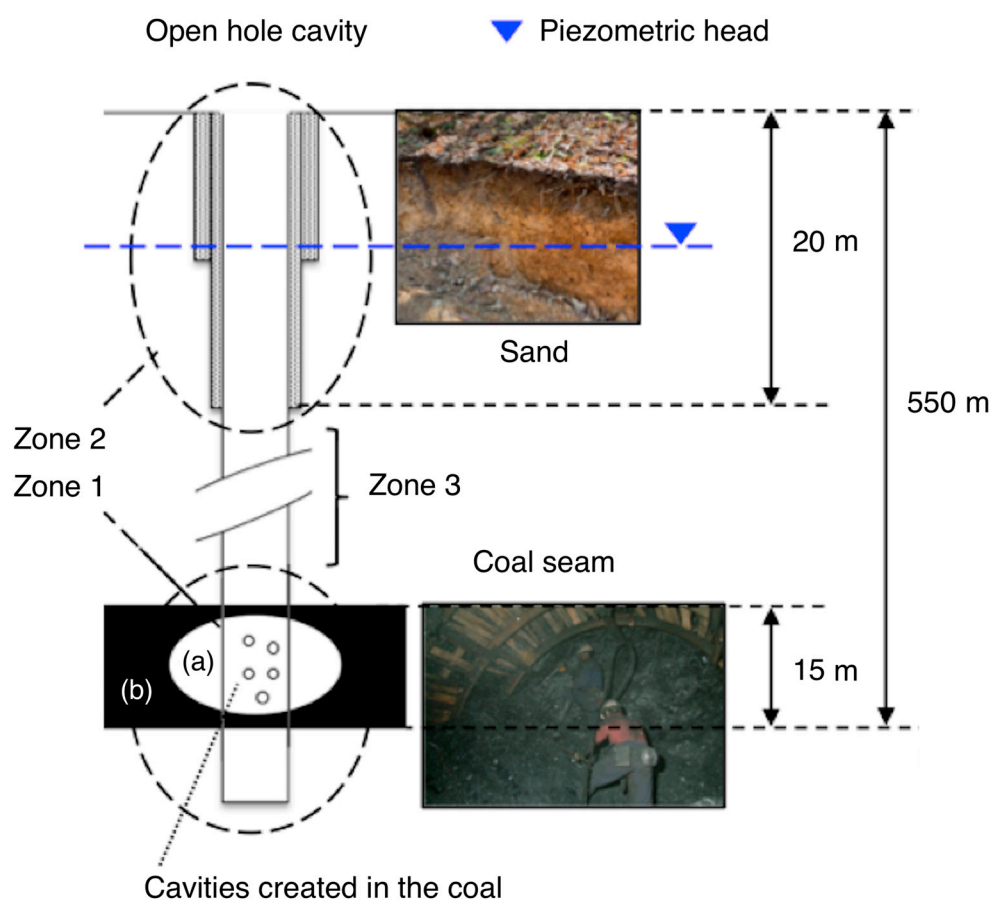 Open hole cavity
Piezometric head
20 m
Sand
550 m
Zone 2
Zone 1
Zone 3
Coal seam
(a)
(b)
15 m
Cavities created in the coal